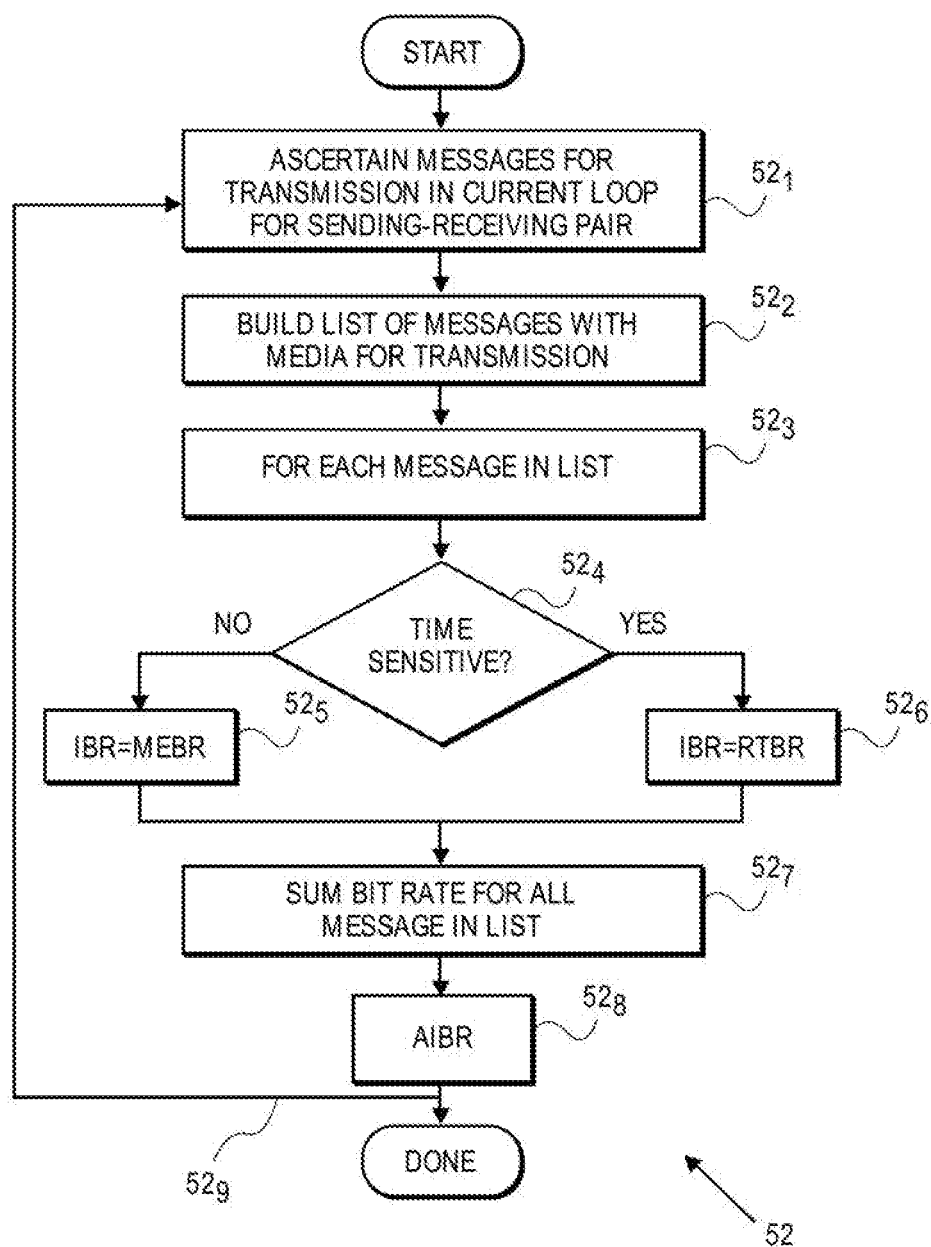 START
ASCERTAIN MESSAGES FOR
TRANSMISSION IN CURRENT LOOP
FOR SENDING-RECEIVING PAIR
52₁
BUILD LIST OF MESSAGES WITH
MEDIA FOR TRANSMISSION
52₂
FOR EACH MESSAGE IN LIST
52₃
TIME
SENSITIVE?
52₄
NO
YES
IBR=MEBR
52₅
IBR=RTBR
52₆
SUM BIT RATE FOR ALL
MESSAGE IN LIST
52₇
AIBR
52₈
DONE
52₉
52